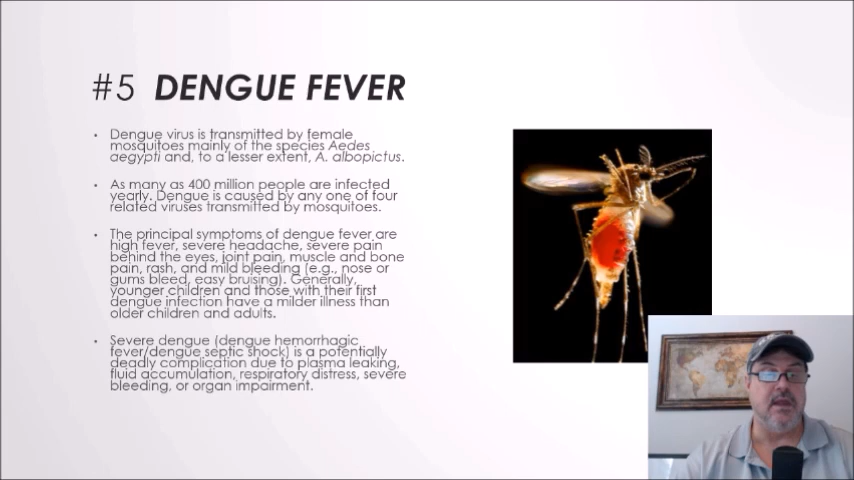 #5 DENGUE FEVER
• Dengue virus is transmitted by female
mosquitoes mainly of the species Aedes
aegypti and, to a lesser extent, A. albopictus.
• As many as 400 million people are infected
yearly. Dengue is caused by any one of four
related viruses transmitted by mosquitoes.
• The principal symptoms of dengue fever are
high fever, severe headache, severe pain
behind the eyes, joint pain, muscle and bone
pain, rash, and mild bleeding (e.g., nose or
gums bleed, easy bruising). Generally,
younger children and those with their first
dengue infection have a milder illness than
older children and adults.
• Severe dengue (dengue hemorrhagic
fever/dengue septic shock) is a potentially
deadly complication due to plasma leaking,
fluid accumulation, respiratory distress, severe
bleeding, or organ impairment.